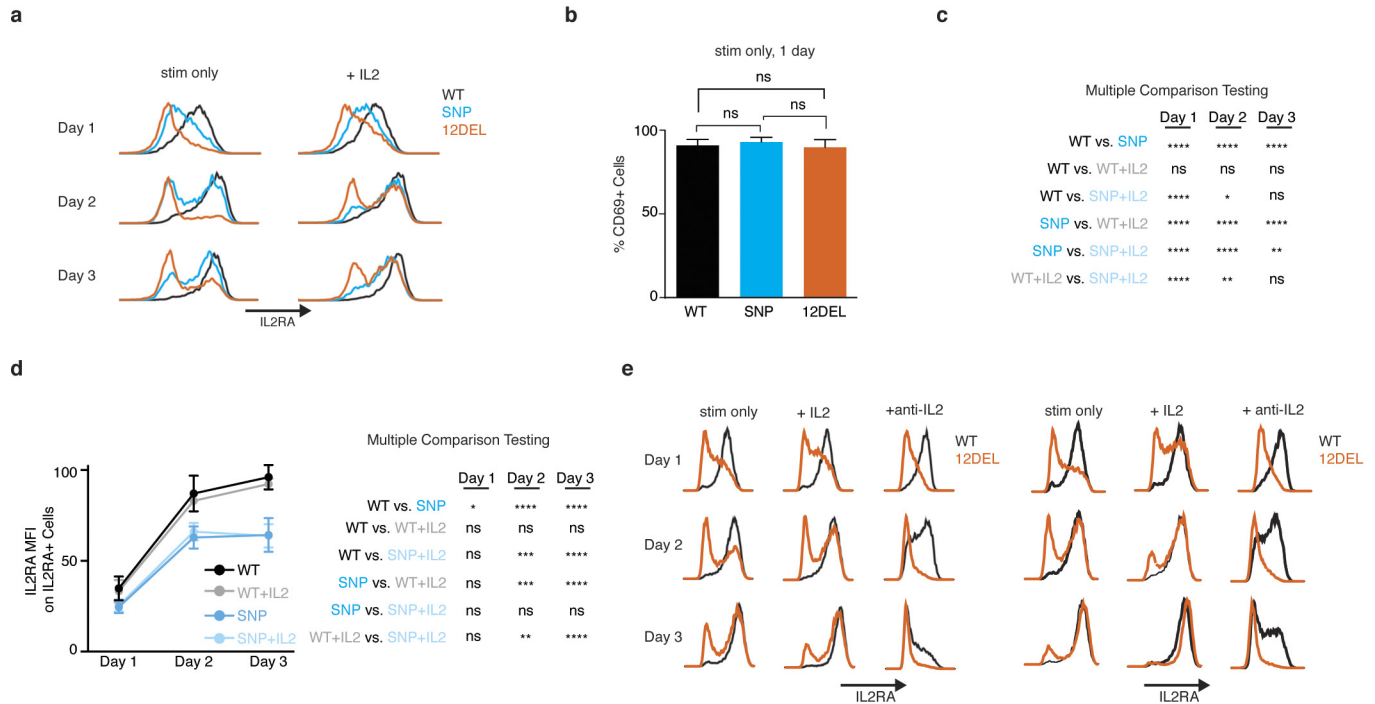 a
stim only
+ IL2
WT
SNP
12DEL
Day 1
Day 2
Day 3
IL2RA
b
stim only, 1 day
ns
ns
ns
100
50
0
% CD69+ Cells
WT SNP 12DEL
c
Multiple Comparison Testing
Day 1 Day 2 Day 3
WT vs. SNP **** **** ****
WT vs. WT+IL2 ns ns ns
WT vs. SNP+IL2 **** * ns
SNP vs. WT+IL2 **** **** ****
SNP vs. SNP+IL2 **** **** **
WT+IL2 vs. SNP+IL2 **** ** ns
d
100
50
0
IL2RA MFI
on IL2RA+ Cells
WT
WT+IL2
SNP
SNP+IL2
Day 1 Day 2 Day 3
Multiple Comparison Testing
Day 1 Day 2 Day 3
WT vs. SNP * **** ****
WT vs. WT+IL2 ns ns ns
WT vs. SNP+IL2 ns *** ****
SNP vs. WT+IL2 ns *** ****
SNP vs. SNP+IL2 ns ns ns
WT+IL2 vs. SNP+IL2 ns ** ****
e
stim only + IL2 +anti-IL2
WT
12DEL
Day 1
Day 2
Day 3
IL2RA
stim only + IL2 + anti-IL2
WT
12DEL
IL2RA